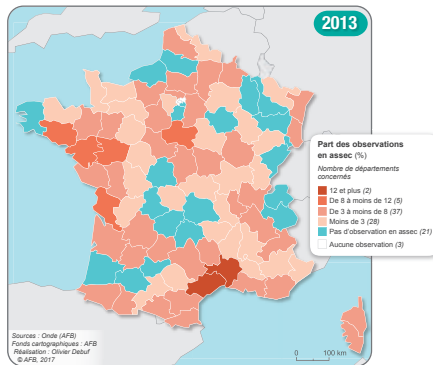 2013
Part des observations
en assec (%)
Nombre de départements
concernés
12 et plus (2)
De 8 à moins de 12 (5)
De 3 à moins de 8 (37)
Moins de 3 (28)
Pas d'observation en assec (21)
Aucune observation (3)
Sources : Onde (AFB)
Fonds cartographiques : AFB
Réalisation : Olivier Debuf
© AFB, 2017
0 100 km